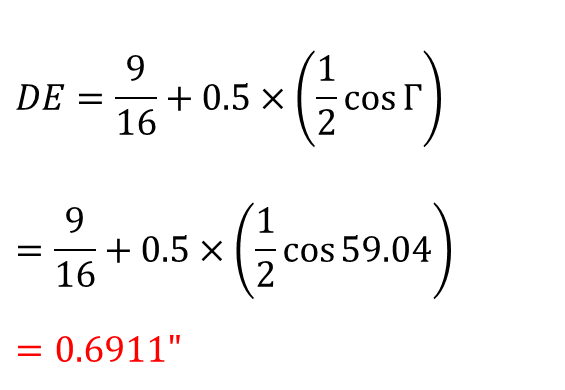 DE = 9/16 + 0.5 × (1/2 cos Γ)
= 9/16 + 0.5 × (1/2 cos 59.04)
= 0.6911"